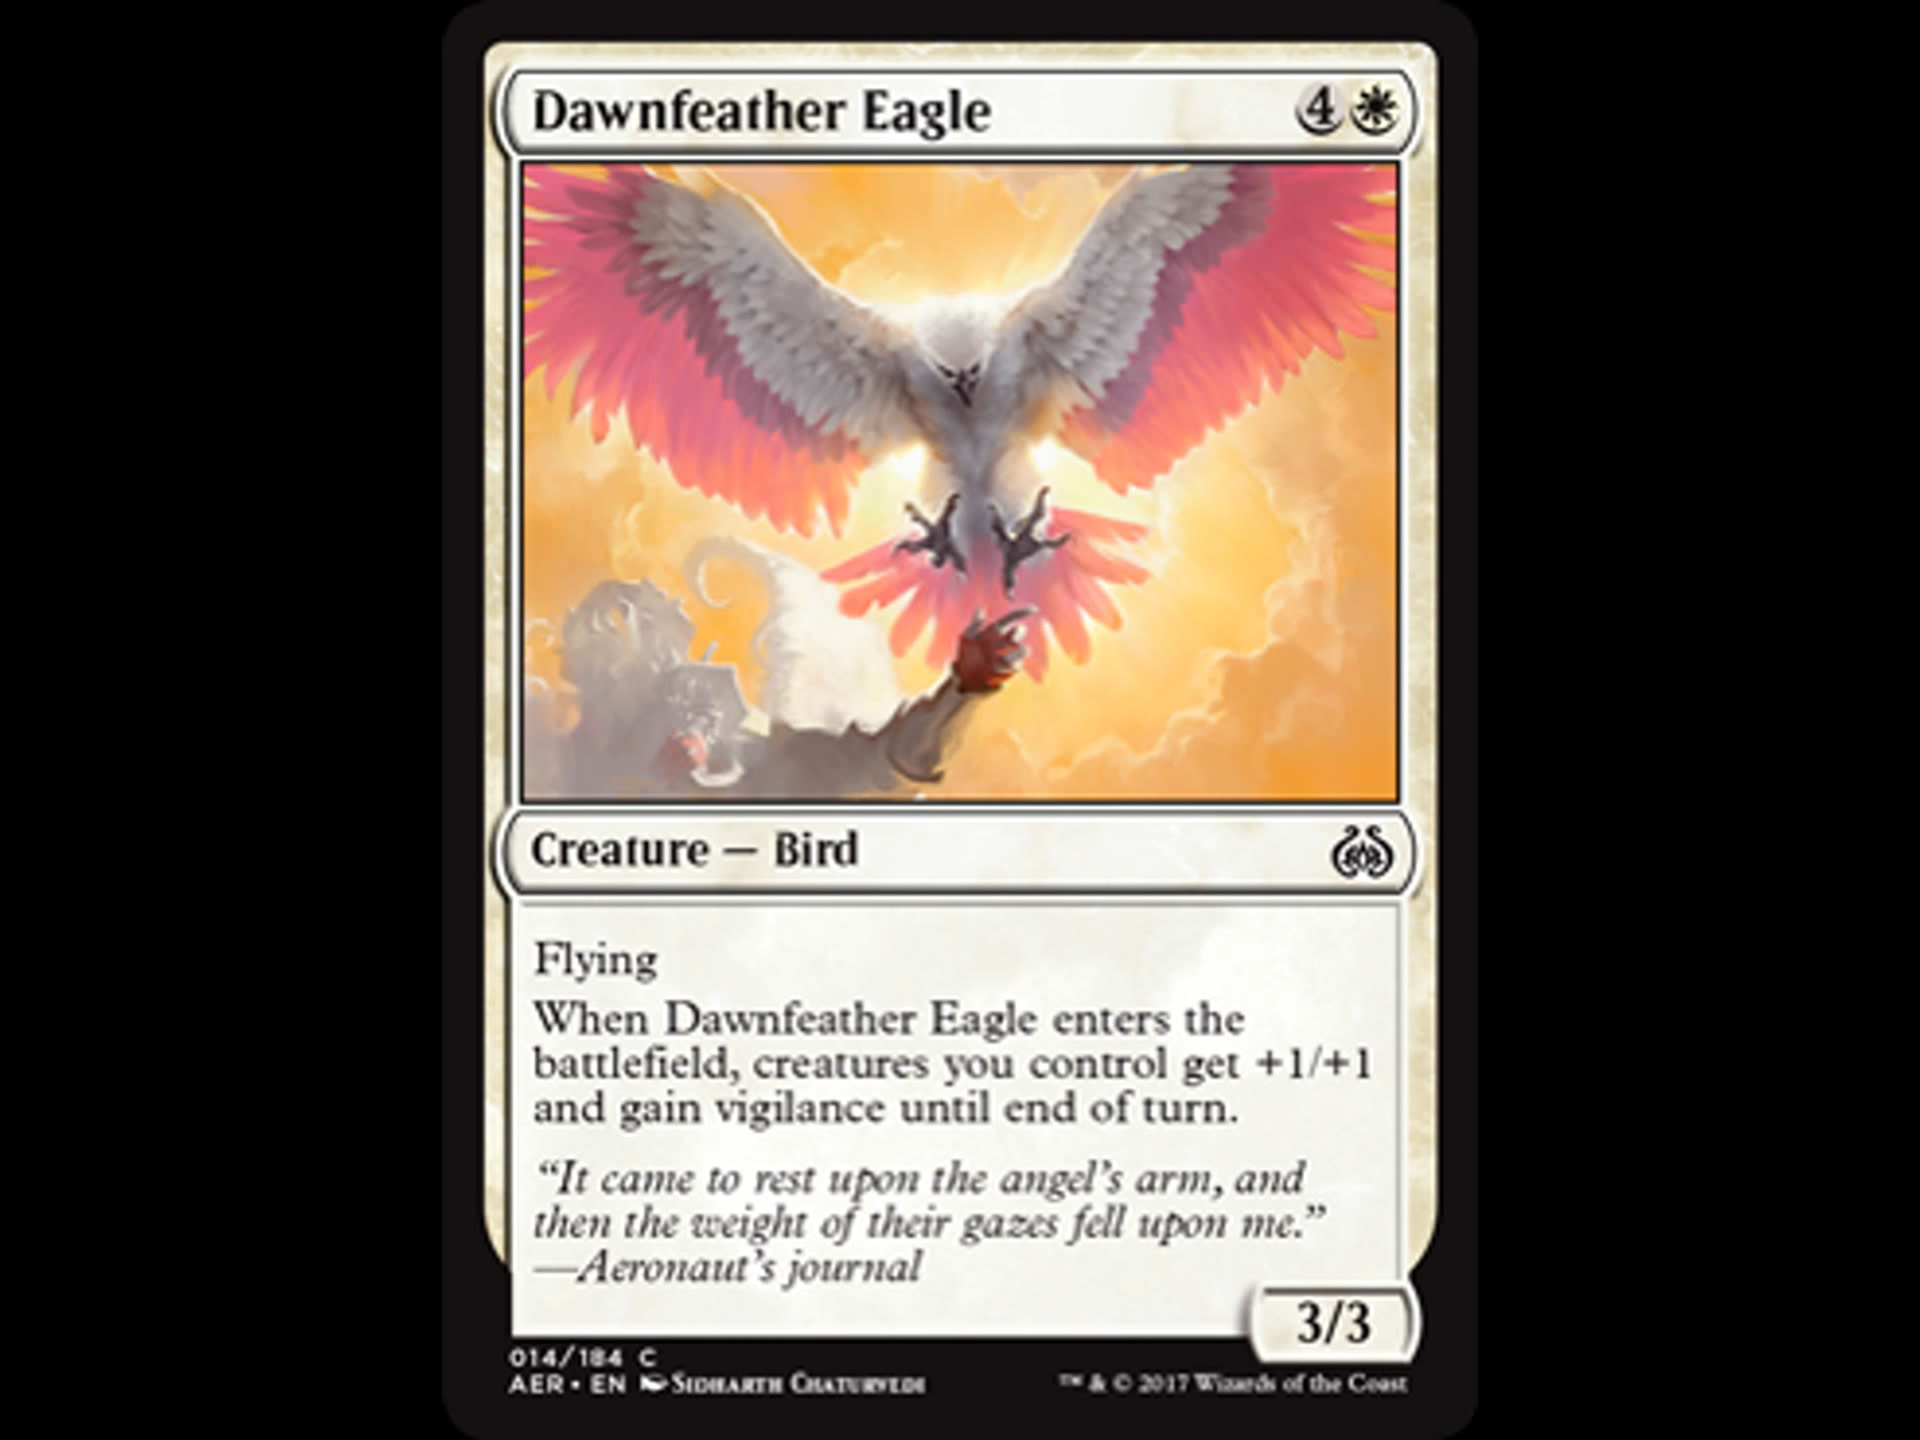 Dawnfeather Eagle 4
Creature — Bird
Flying
When Dawnfeather Eagle enters the
battlefield, creatures you control get +1/+1
and gain vigilance until end of turn.
“It came to rest upon the angel’s arm, and
then the weight of their gazes fell upon me.”
—Aeronaut’s journal
3/3
014/184 C
AER • EN Sidharth Chaturvedi
™ & © 2017 Wizards of the Coast